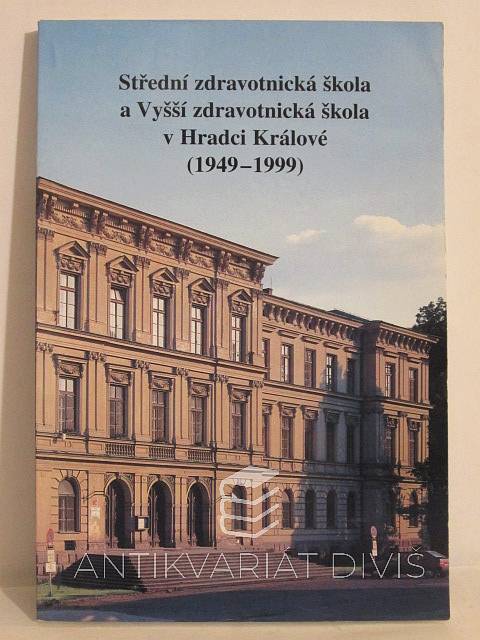 Střední zdravotnická škola
a Vyšší zdravotnická škola
v Hradci Králové
(1949–1999)
ANTIKVARIÁT DIVIŠ